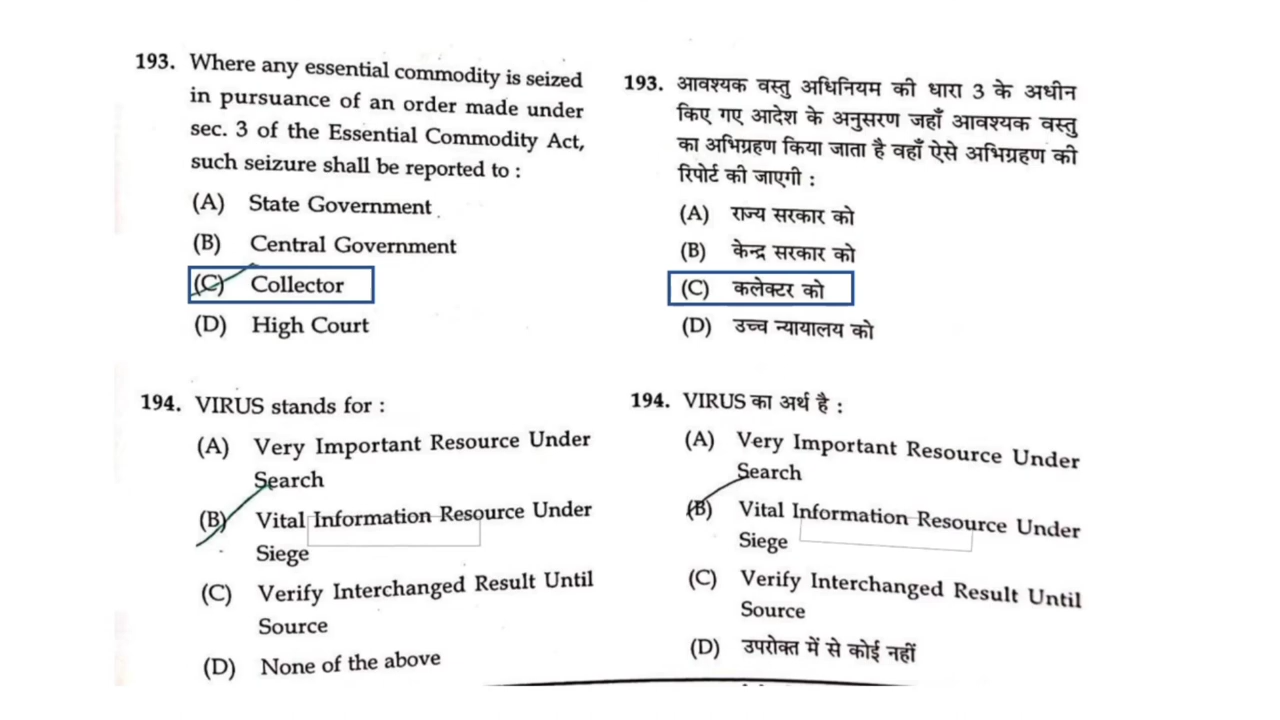 193. Where any essential commodity is seized
in pursuance of an order made under
sec. 3 of the Essential Commodity Act,
such seizure shall be reported to :
(A) State Government
(B) Central Government
(C) Collector
(D) High Court
194. VIRUS stands for :
(A) Very Important Resource Under
Search
(B) Vital Information Resource Under
Siege
(C) Verify Interchanged Result Until
Source
(D) None of the above
193. आवश्यक वस्तु अधिनियम की धारा 3 के अधीन
किए गए आदेश के अनुसरण जहाँ आवश्यक वस्तु
का अभिग्रहण किया जाता है वहाँ ऐसे अभिग्रहण की
रिपोर्ट की जाएगी :
(A) राज्य सरकार को
(B) केन्द्र सरकार को
(C) कलेक्टर को
(D) उच्च न्यायालय को
194. VIRUS का अर्थ है :
(A) Very Important Resource Under
Search
(B) Vital Information Resource Under
Siege
(C) Verify Interchanged Result Until
Source
(D) उपरोक्त में से कोई नहीं